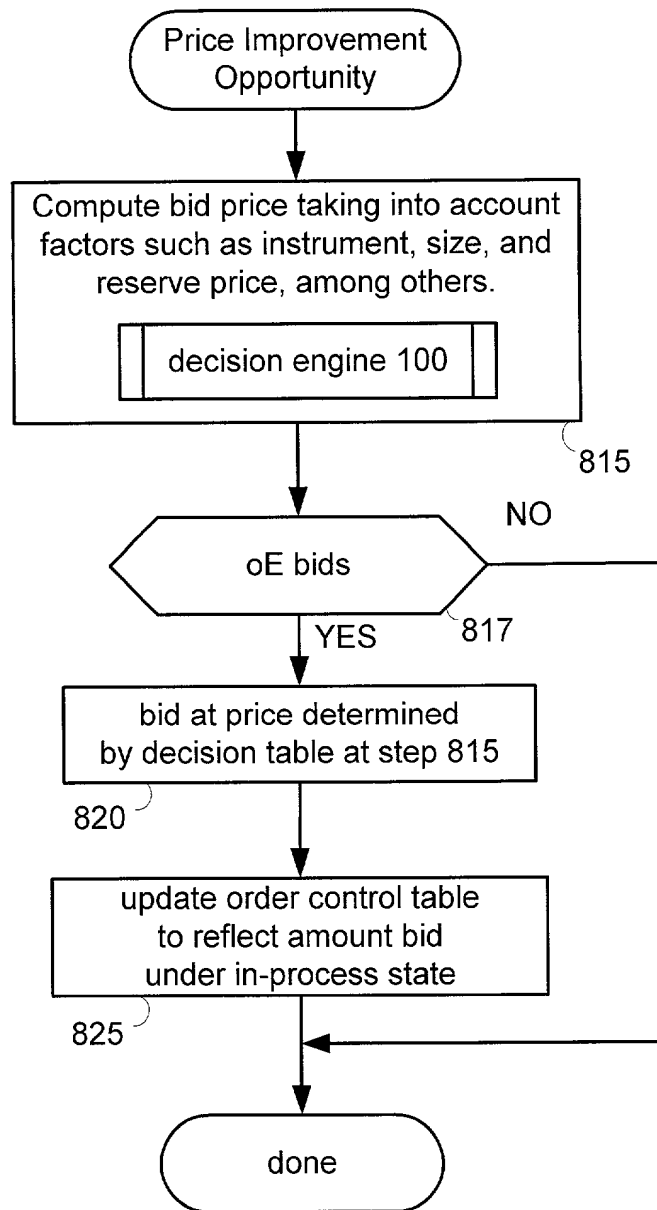 Price Improvement
Opportunity
Compute bid price taking into account
factors such as instrument, size, and
reserve price, among others.
decision engine 100
815
NO
oE bids
817
YES
bid at price determined
by decision table at step 815
820
update order control table
to reflect amount bid
under in-process state
825
done